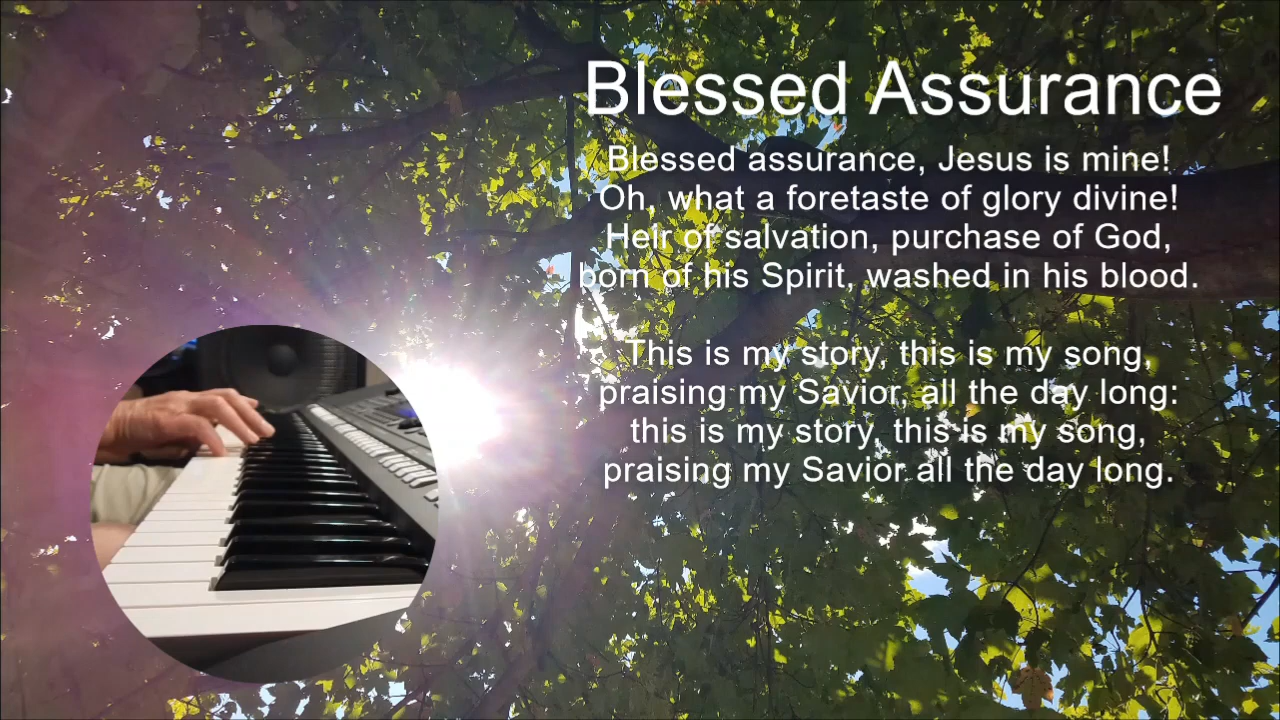 Blessed Assurance
Blessed assurance, Jesus is mine!
Oh, what a foretaste of glory divine!
Heir of salvation, purchase of God,
born of his Spirit, washed in his blood.
This is my story, this is my song,
praising my Savior, all the day long:
this is my story, this is my song,
praising my Savior all the day long.